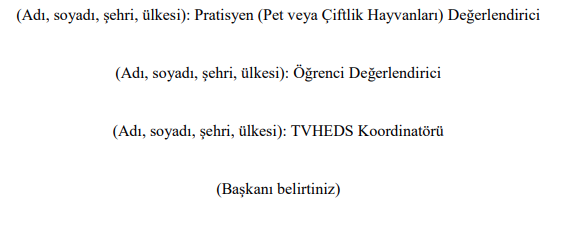 (Adı, soyadı, şehri, ülkesi): Pratisyen (Pet veya Çiftlik Hayvanları) Değerlendirici
(Adı, soyadı, şehri, ülkesi): Öğrenci Değerlendirici
(Adı, soyadı, şehri, ülkesi): TVHEDS Koordinatörü
(Başkanı belirtiniz)